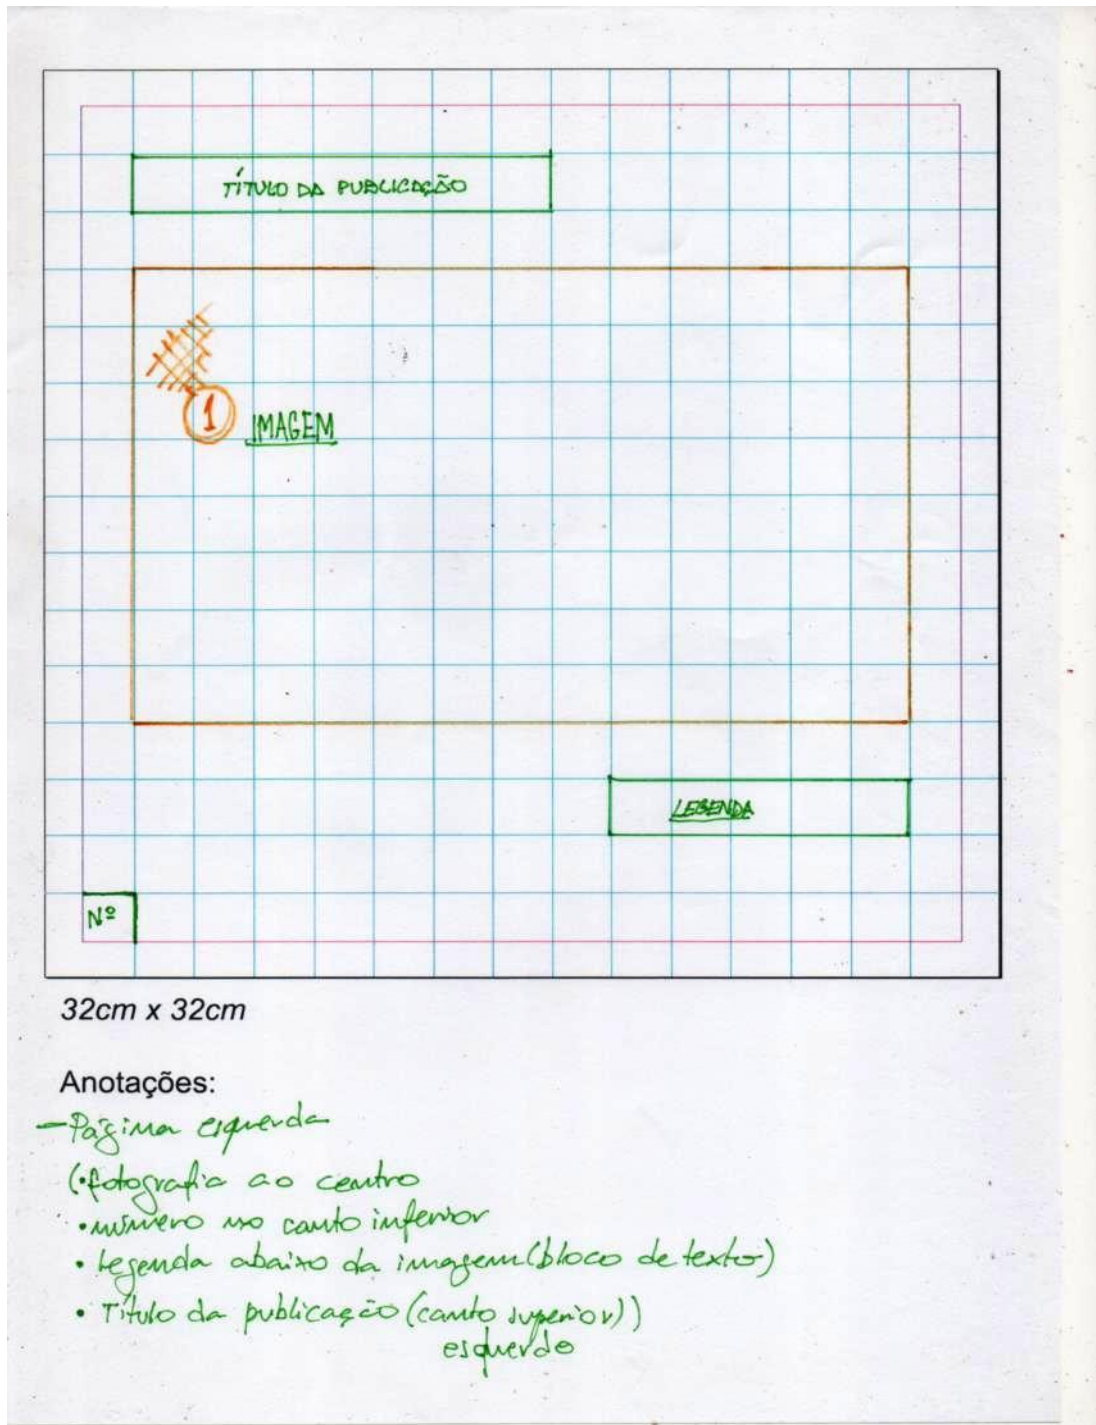 TÍTULO DA PUBLICAÇÃO
1 IMAGEM
LEGENDA
Nº
32cm x 32cm
Anotações:
- Página esquerda
(• fotografia ao centro
• número no canto inferior
• Legenda abaixo da imagem (bloco de texto)
• Título da publicação (canto superior))
esquerdo